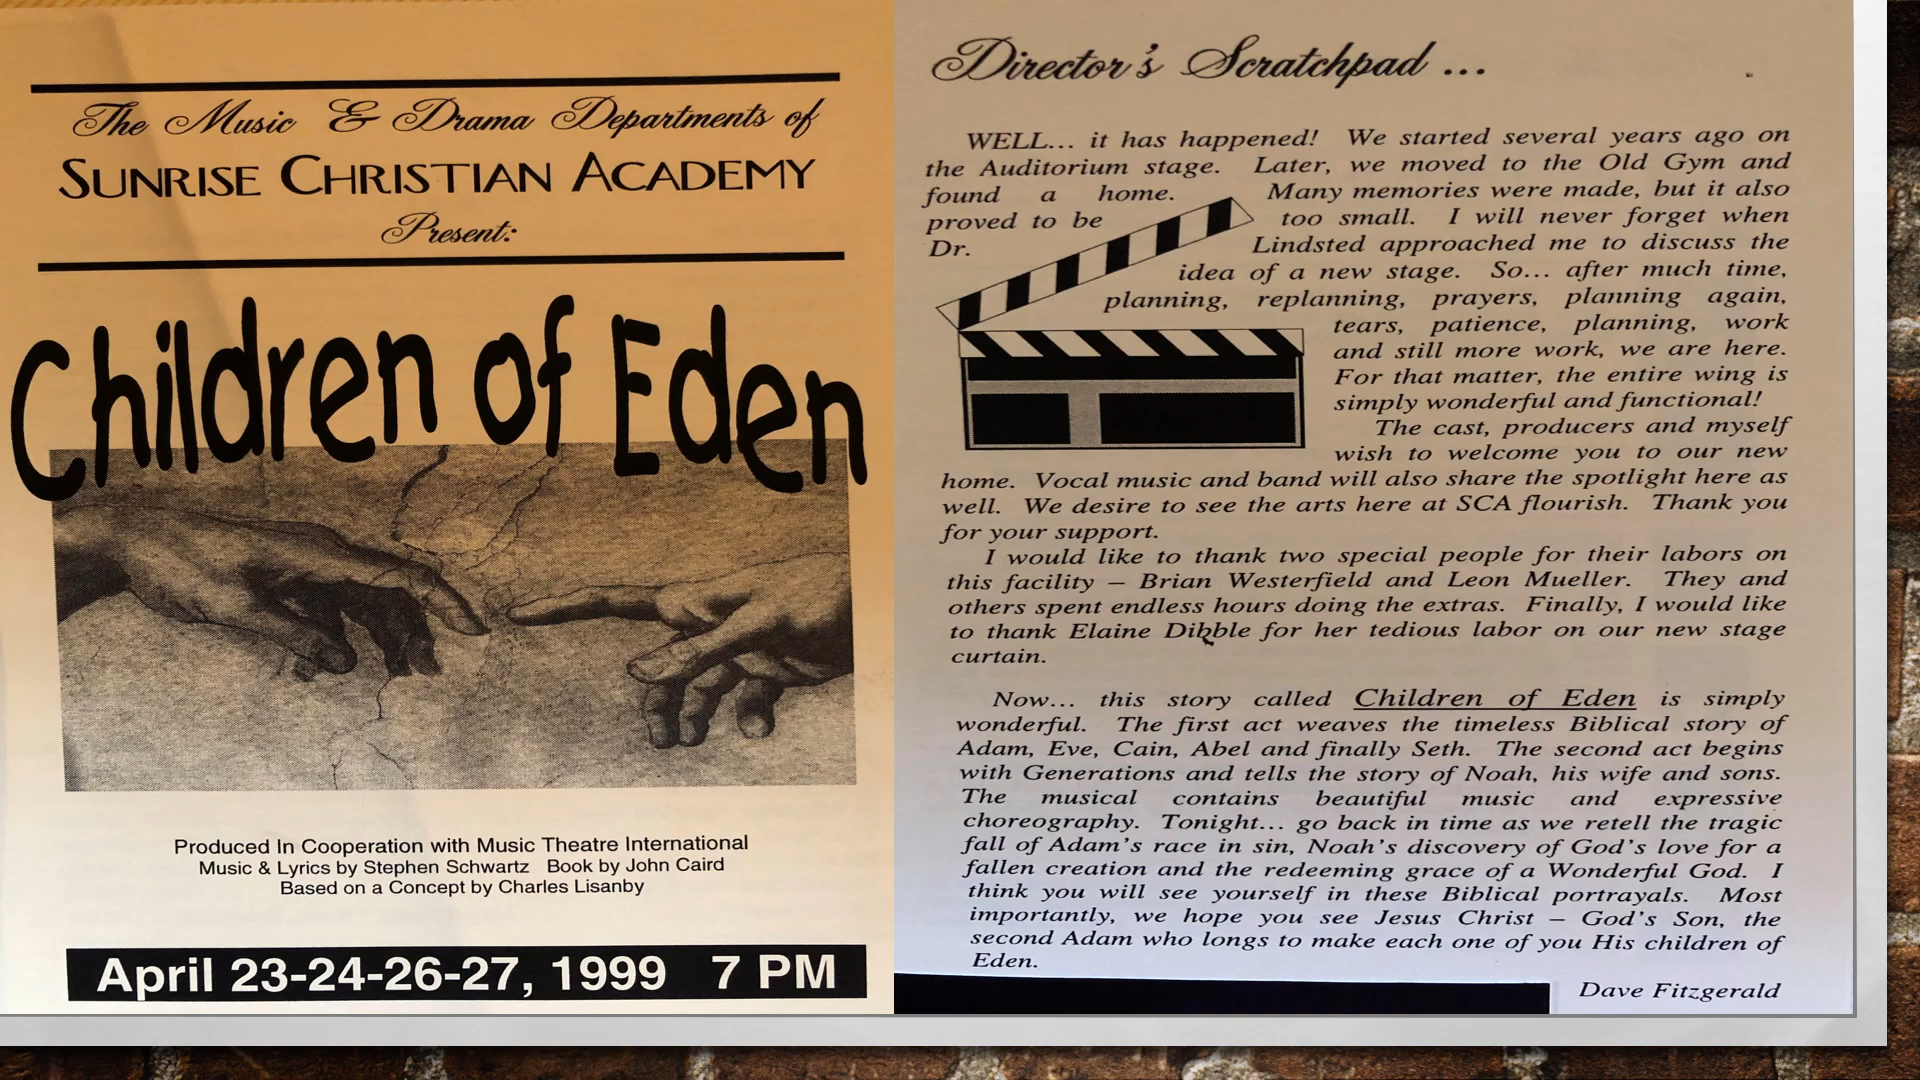 The Music & Drama Departments of
SUNRISE CHRISTIAN ACADEMY
Present:
Children of Eden
Produced In Cooperation with Music Theatre International
Music & Lyrics by Stephen Schwartz   Book by John Caird
Based on a Concept by Charles Lisanby
April 23-24-26-27, 1999   7 PM
Director's Scratchpad ...
WELL... it has happened!  We started several years ago on
the Auditorium stage.  Later, we moved to the Old Gym and
found a home.  Many memories were made, but it also
proved to be too small.  I will never forget when
Dr. Lindsted approached me to discuss the
idea of a new stage.  So... after much time,
planning, replanning, prayers, planning again,
tears, patience, planning, work
and still more work, we are here.
For that matter, the entire wing is
simply wonderful and functional!
The cast, producers and myself
wish to welcome you to our new
home.  Vocal music and band will also share the spotlight here as
well.  We desire to see the arts here at SCA flourish.  Thank you
for your support.
I would like to thank two special people for their labors on
this facility – Brian Westerfield and Leon Mueller.  They and
others spent endless hours doing the extras.  Finally, I would like
to thank Elaine Dibble for her tedious labor on our new stage
curtain.
Now... this story called Children of Eden is simply
wonderful.  The first act weaves the timeless Biblical story of
Adam, Eve, Cain, Abel and finally Seth.  The second act begins
with Generations and tells the story of Noah, his wife and sons.
The musical contains beautiful music and expressive
choreography.  Tonight... go back in time as we retell the tragic
fall of Adam's race in sin, Noah's discovery of God's love for a
fallen creation and the redeeming grace of a Wonderful God.  I
think you will see yourself in these Biblical portrayals.  Most
importantly, we hope you see Jesus Christ – God's Son, the
second Adam who longs to make each one of you His children of
Eden.
Dave Fitzgerald